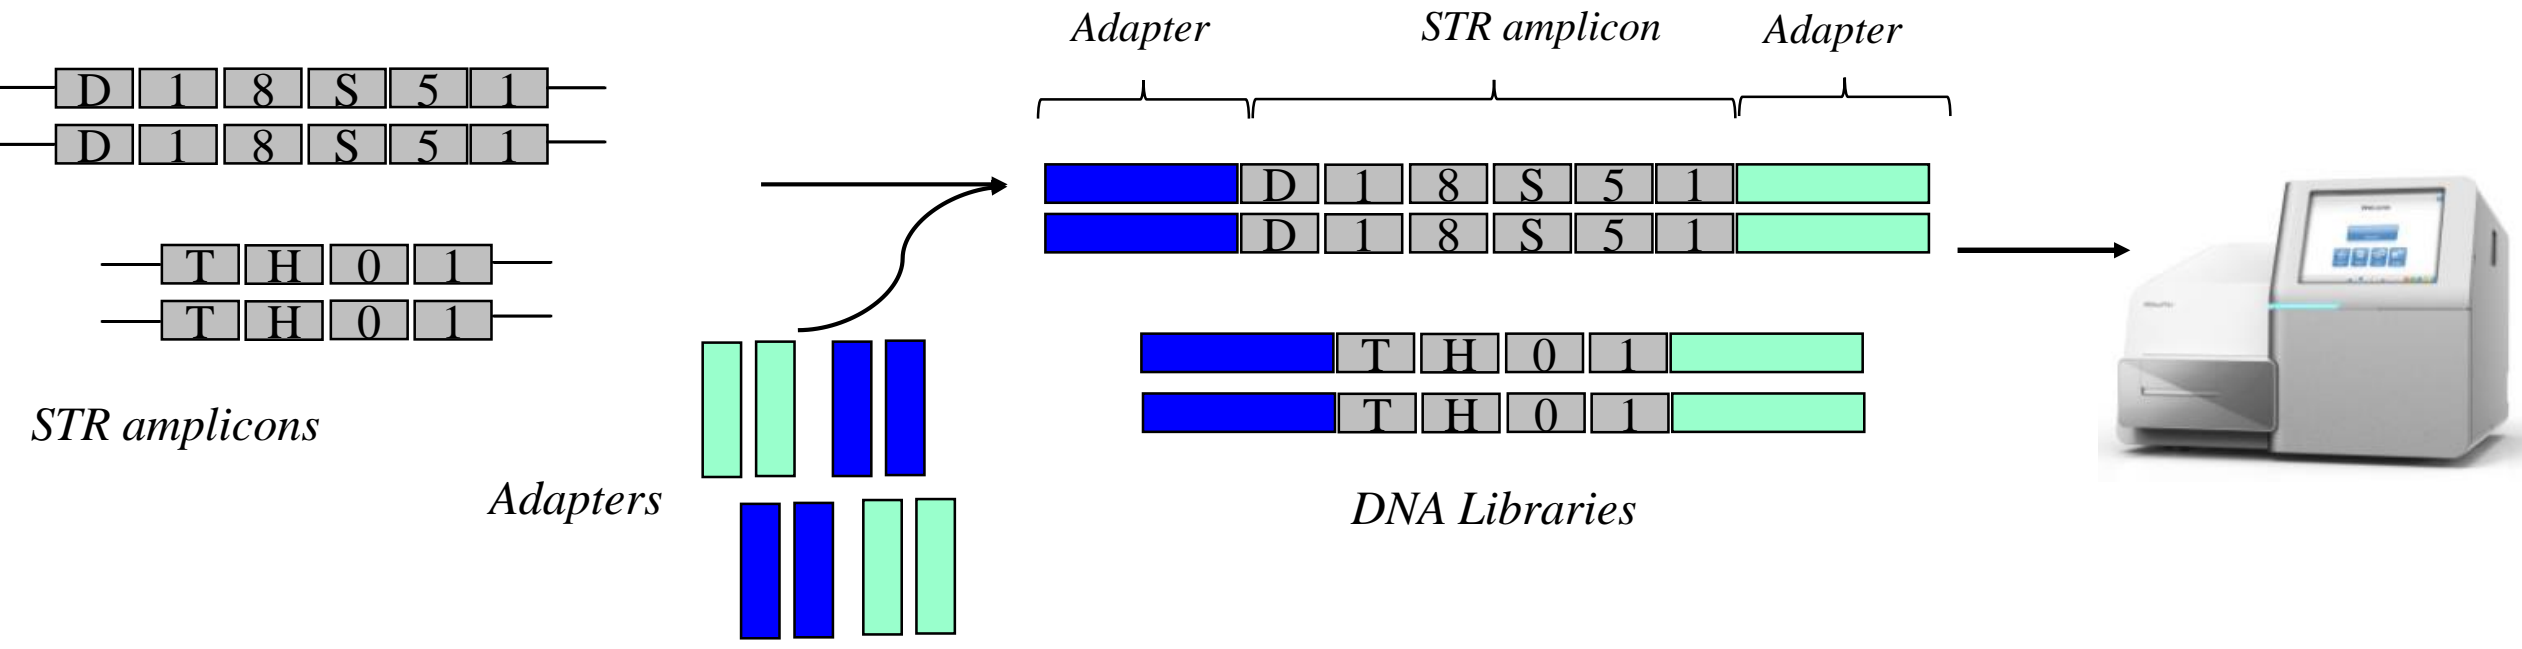 Adapter STR amplicon Adapter
D 1 8 S 5 1
D 1 8 S 5 1
T H 0 1
T H 0 1
STR amplicons
Adapters
D 1 8 S 5 1
D 1 8 S 5 1
T H 0 1
T H 0 1
DNA Libraries